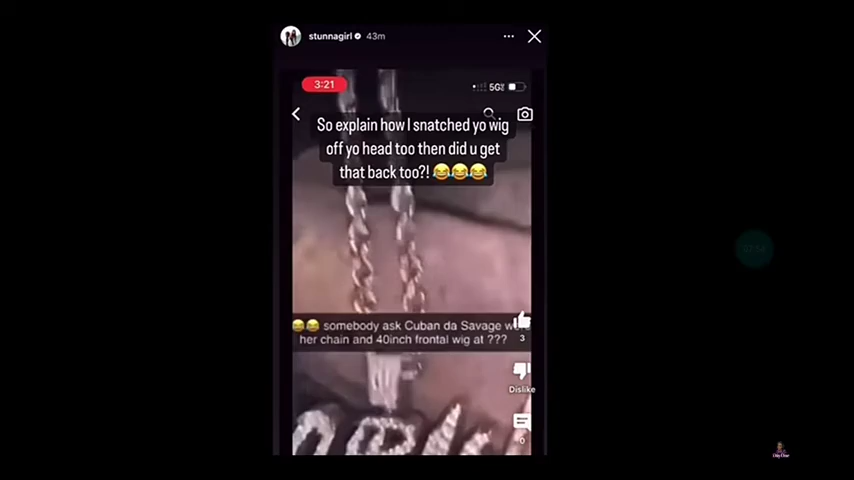 stunnagirl 43m
3:21
5G
So explain how I snatched yo wig
off yo head too then did u get
that back too?! 😂😂😂
😂😂 somebody ask Cuban da Savage
her chain and 40inch frontal wig at ???
3
Dislike
0